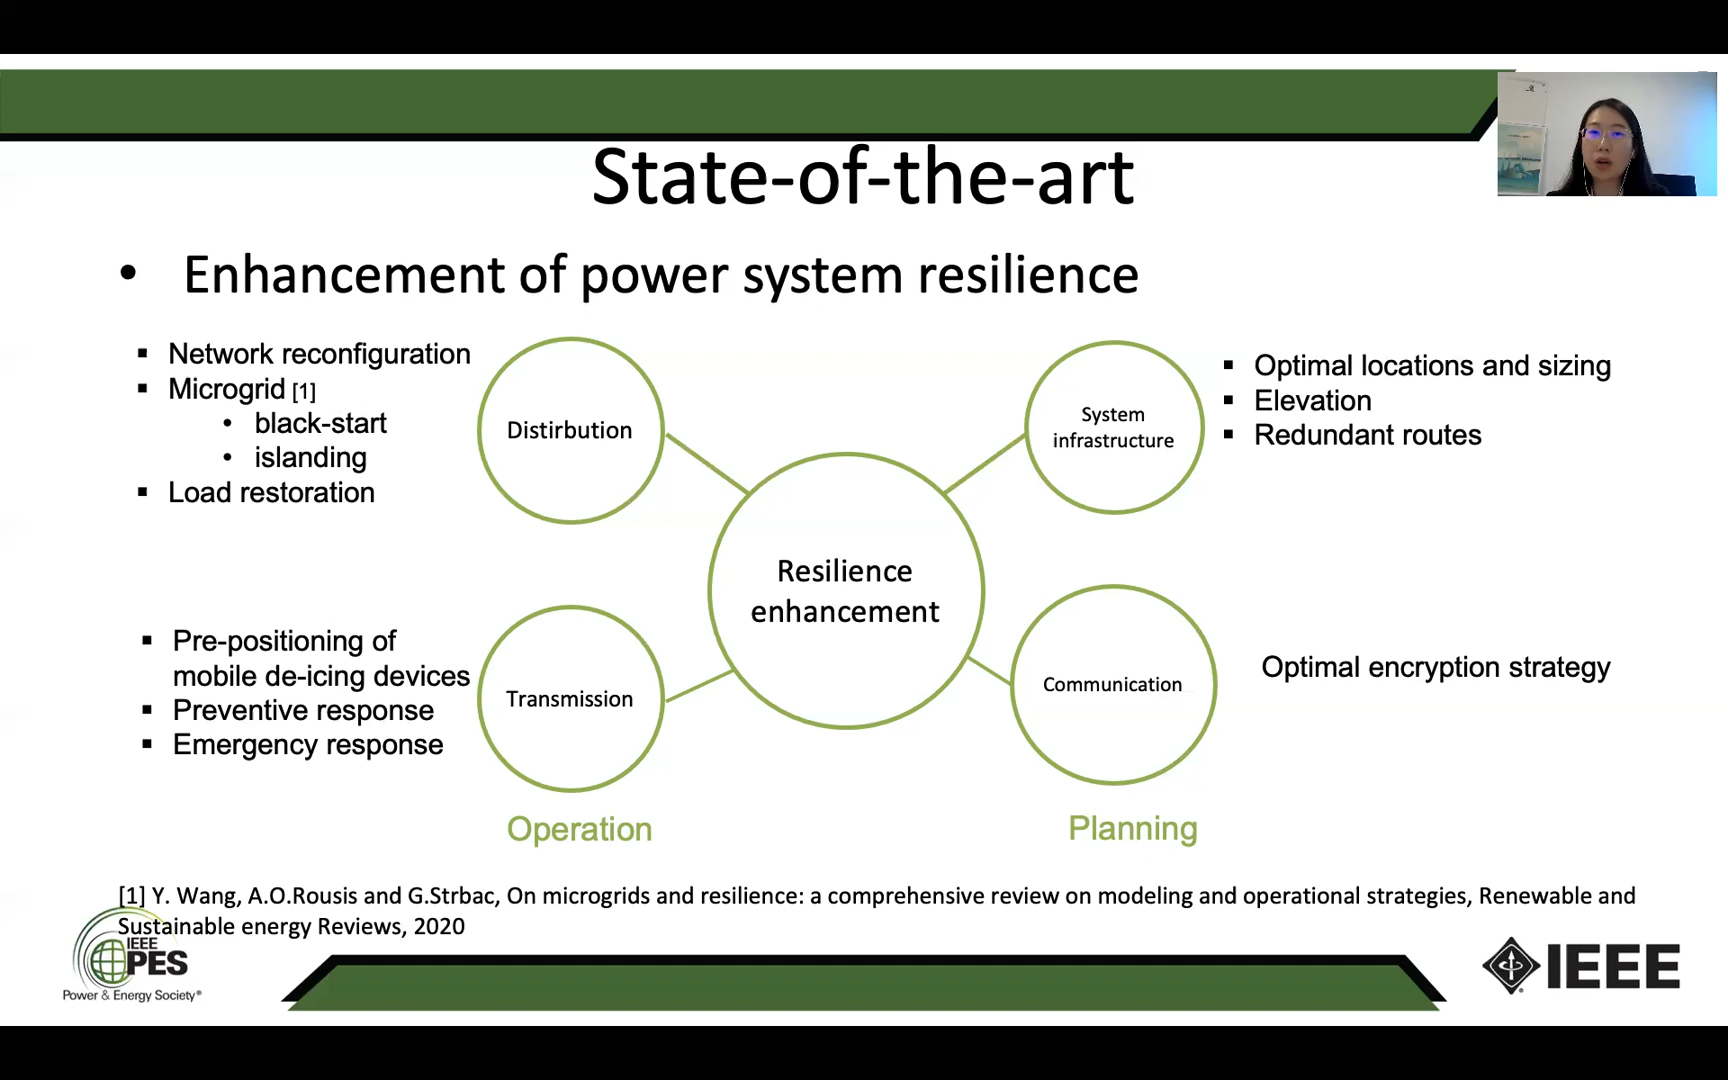 State-of-the-art
• Enhancement of power system resilience
▪ Network reconfiguration
▪ Microgrid [1]
• black-start
• islanding
▪ Load restoration
Distirbution
System
infrastructure
▪ Optimal locations and sizing
▪ Elevation
▪ Redundant routes
Resilience
enhancement
▪ Pre-positioning of
mobile de-icing devices
▪ Preventive response
▪ Emergency response
Transmission
Communication
Optimal encryption strategy
Operation
Planning
[1] Y. Wang, A.O.Rousis and G.Strbac, On microgrids and resilience: a comprehensive review on modeling and operational strategies, Renewable and
Sustainable energy Reviews, 2020
IEEE
PES
Power & Energy Society®
IEEE